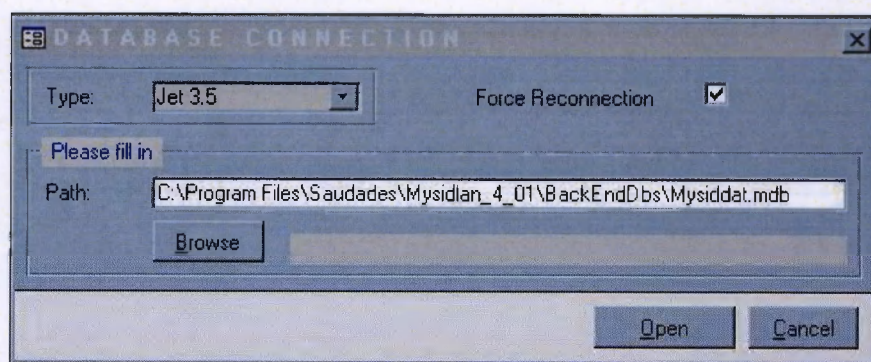 DATABASE CONNECTION
Type: Jet 3.5 Force Reconnection
Please fill in
Path: C:\Program Files\Saudades\Mysidian_4_01\BackEndDbs\Mysiddat.mdb
Browse
Open Cancel